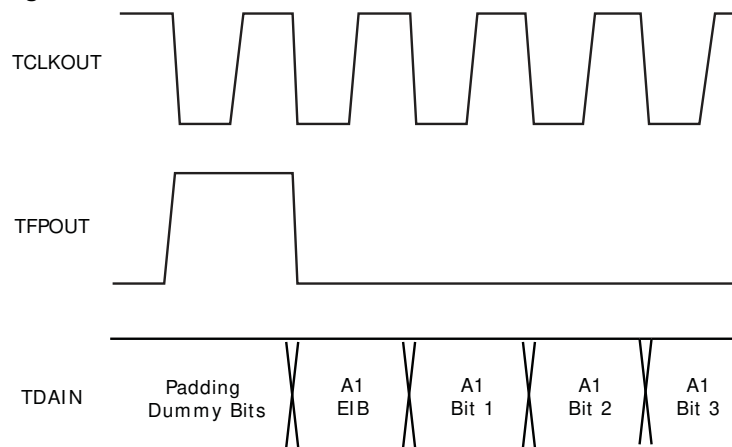 TCLKOUT
TFPOUT
TDAIN
Padding
Dummy Bits
A1
EIB
A1
Bit 1
A1
Bit 2
A1
Bit 3